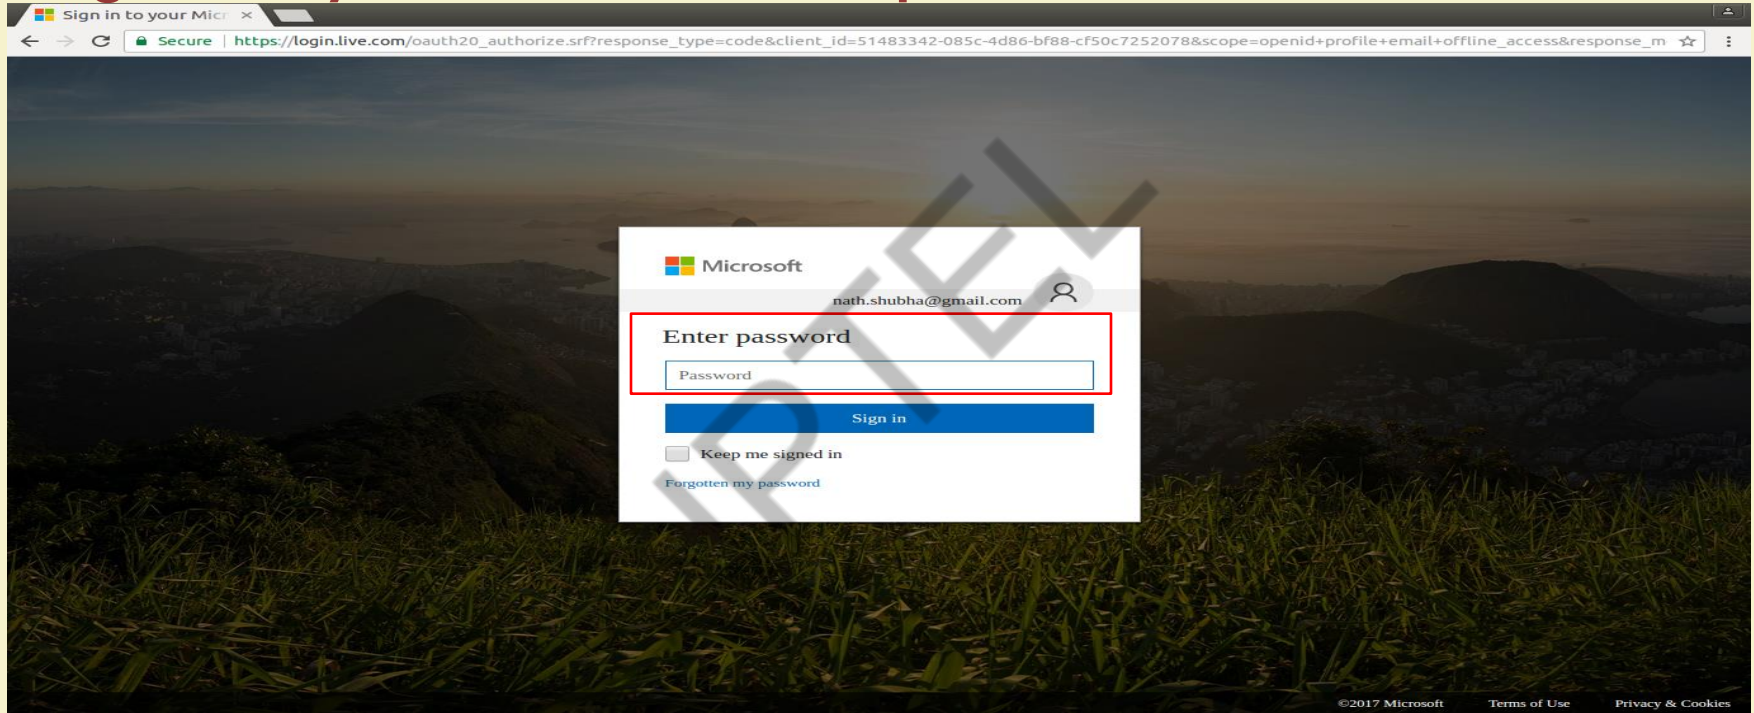 Sign in to your Micr
Secure | https://login.live.com/oauth20_authorize.srf?response_type=code&client_id=51483342-085c-4d86-bf88-cf50c7252078&scope=openid+profile+email+offline_access&response_m
Microsoft
nath.shubha@gmail.com
Enter password
Password
Sign in
Keep me signed in
Forgotten my password
©2017 Microsoft Terms of Use Privacy & Cookies
IPTEL